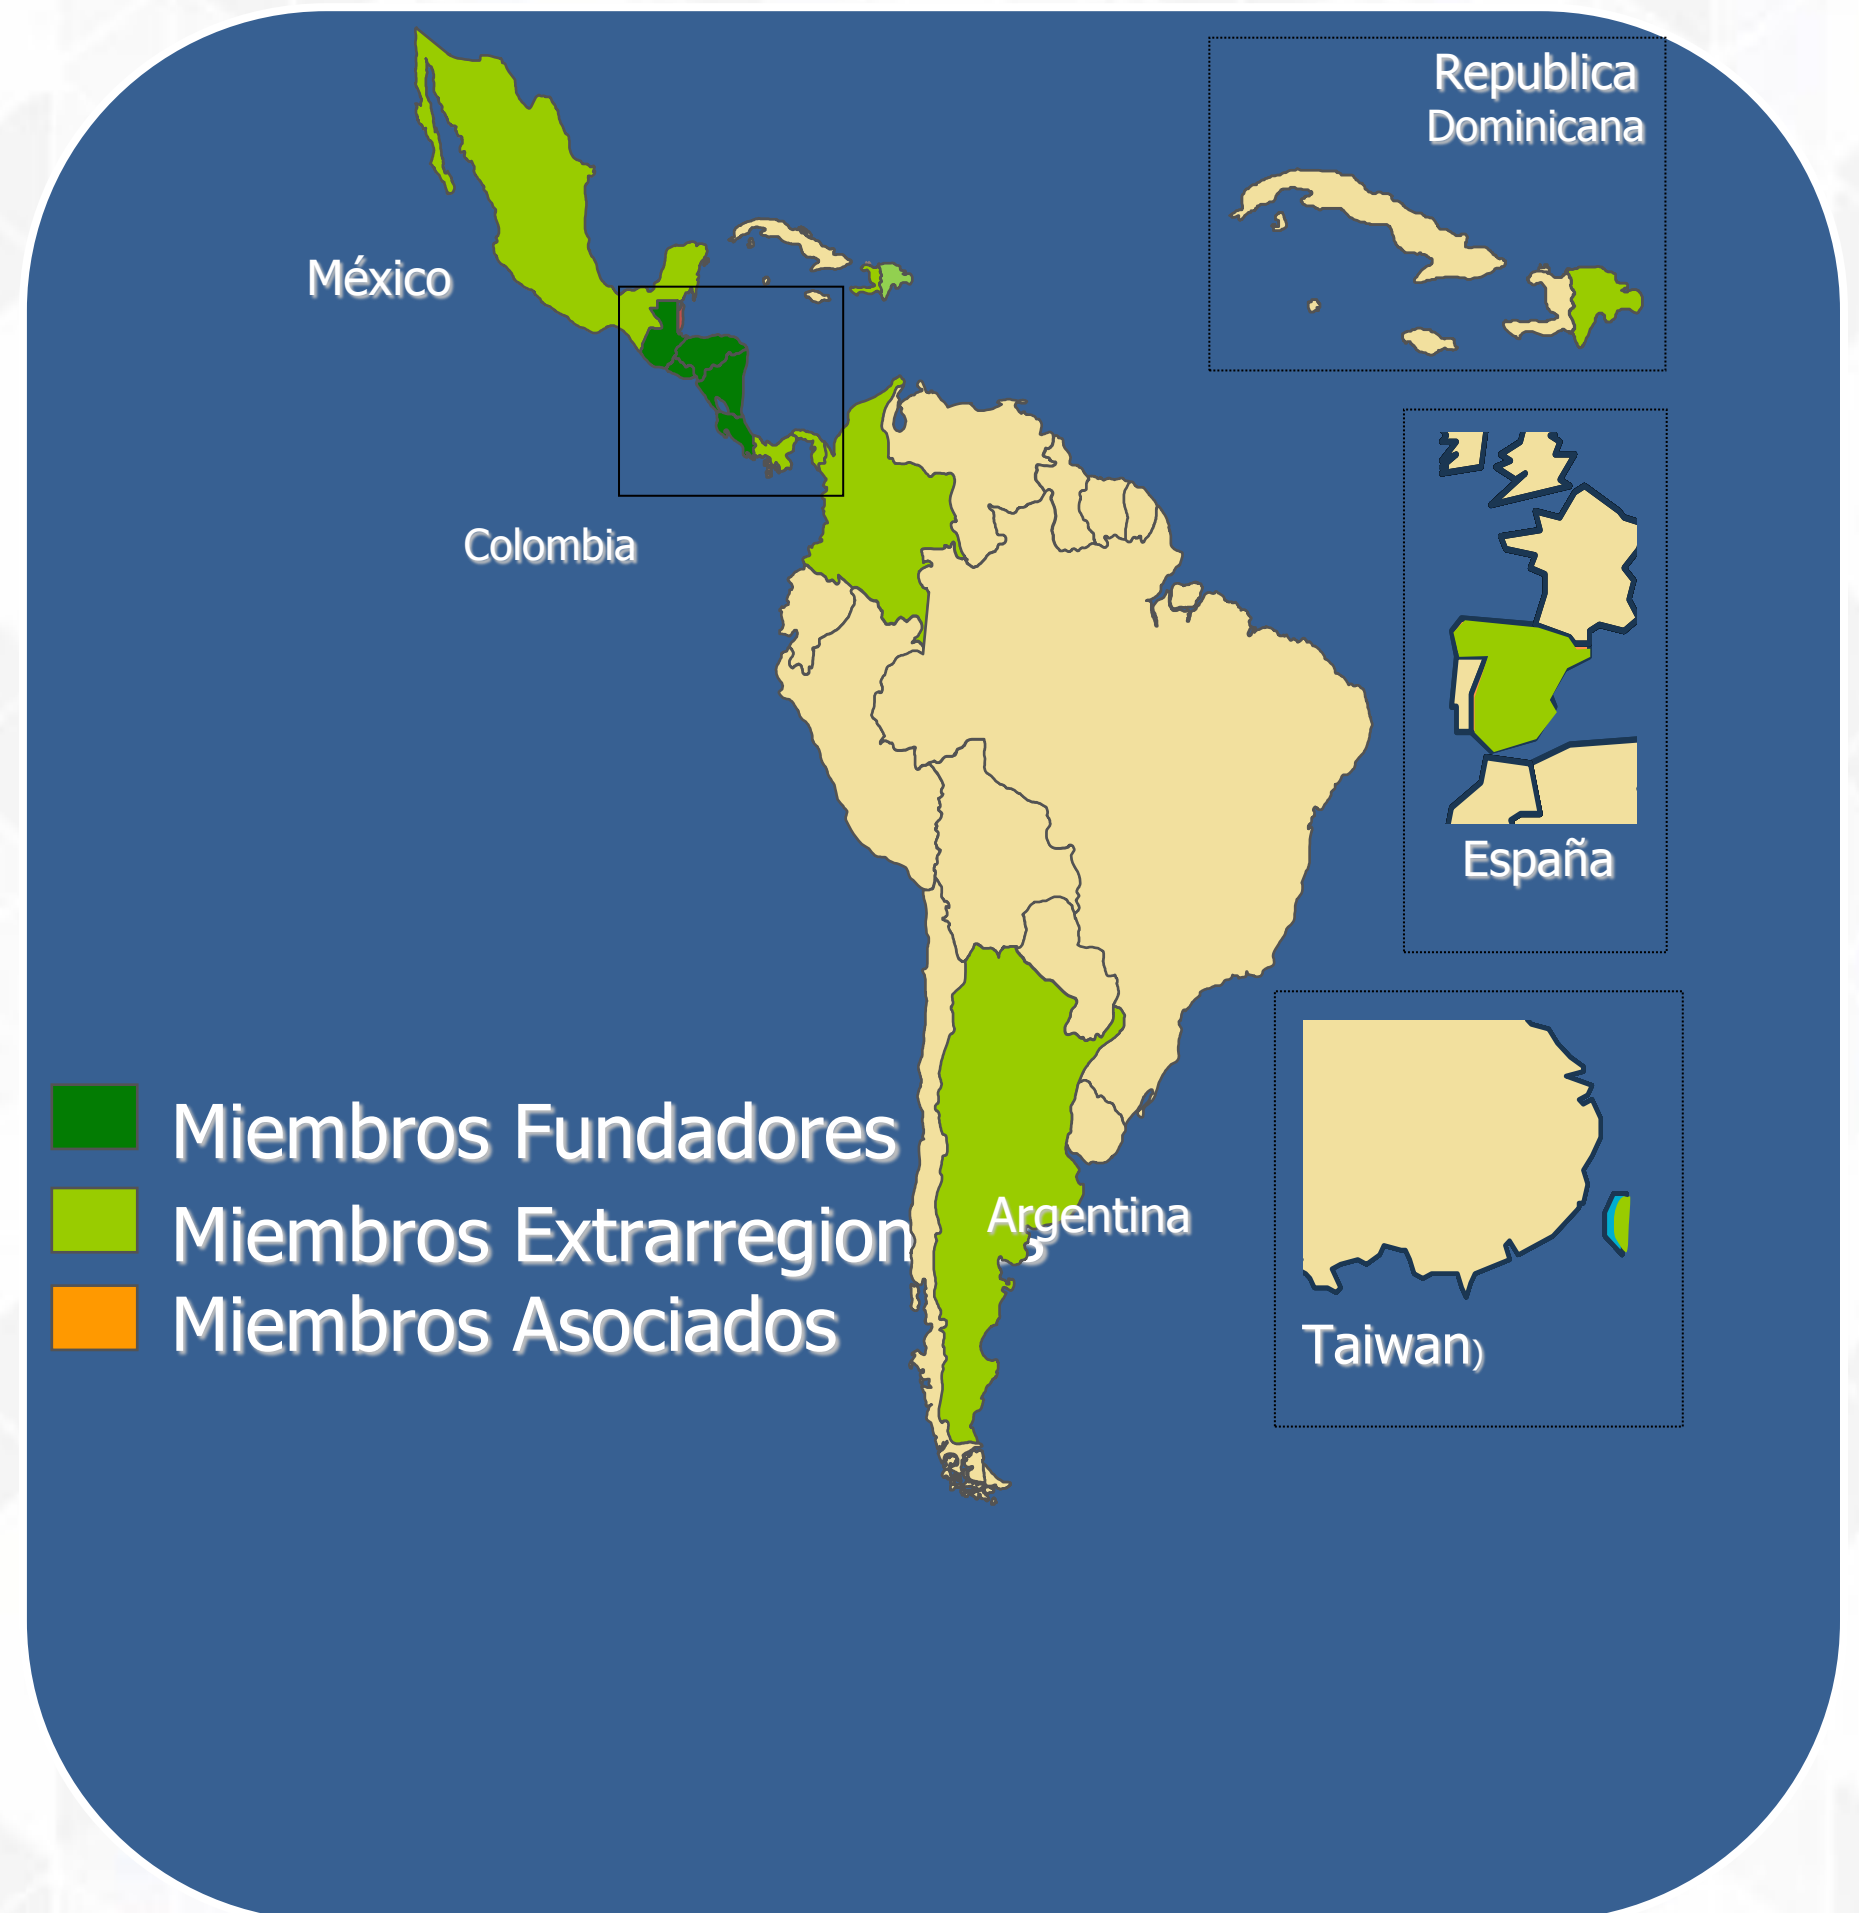 Republica
Dominicana
México
Colombia
España
Miembros Fundadores
Miembros Extrarregion s
Argentina
Miembros Asociados
Taiwan)